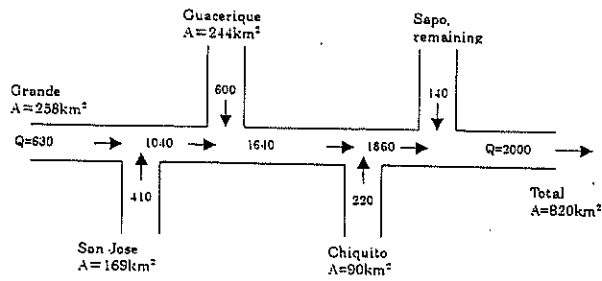 Guacerique
A=244km²
Sapo,
remaining
Grande
A=258km²
600
140
Q=630
1040
1640
1860
Q=2000
410
220
Total
A=820km²
San Jose
A=169km²
Chiquito
A=90km²